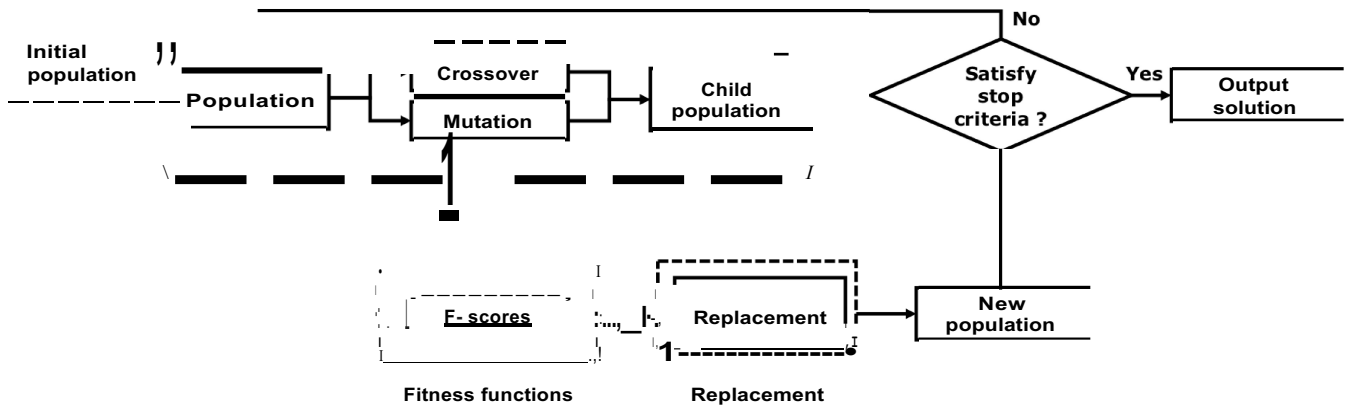 No
Initial
population
Crossover
Population
Mutation
Child
population
Satisfy
stop
criteria ?
Yes
Output
solution
F- scores
Replacement
New
population
Fitness functions
Replacement